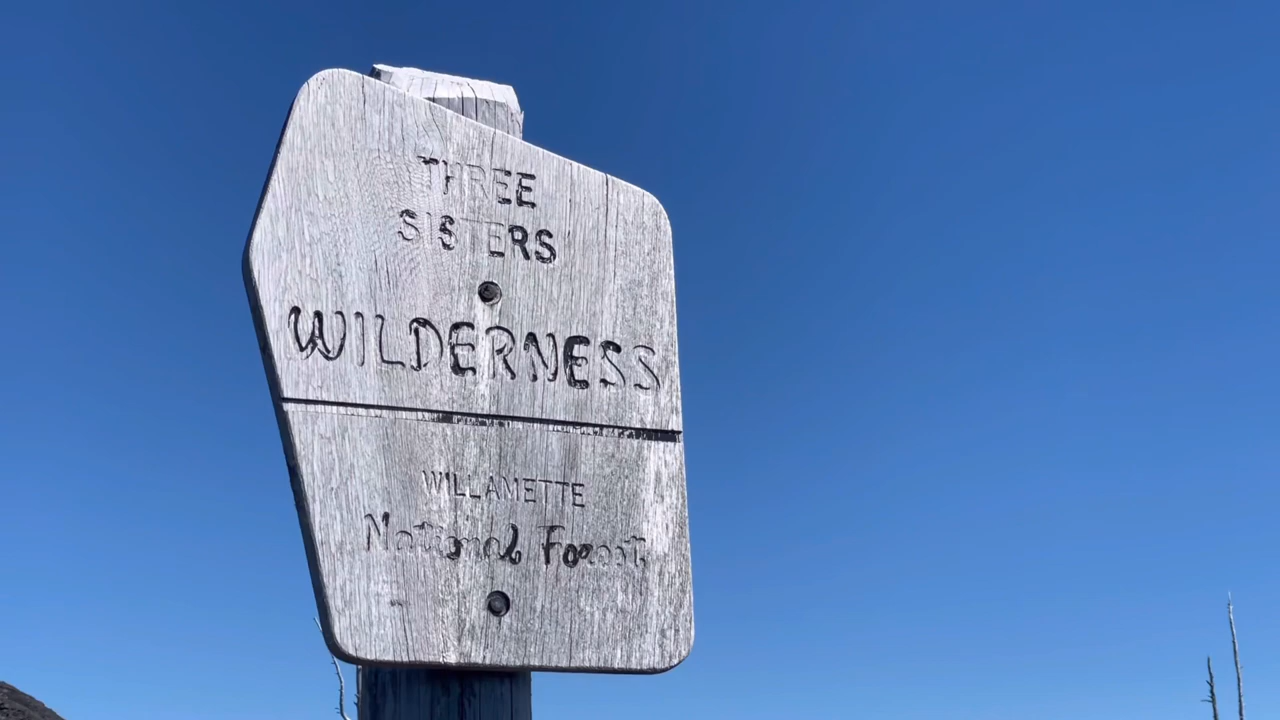 THREE
SISTERS
WILDERNESS
WILLAMETTE
National Forest